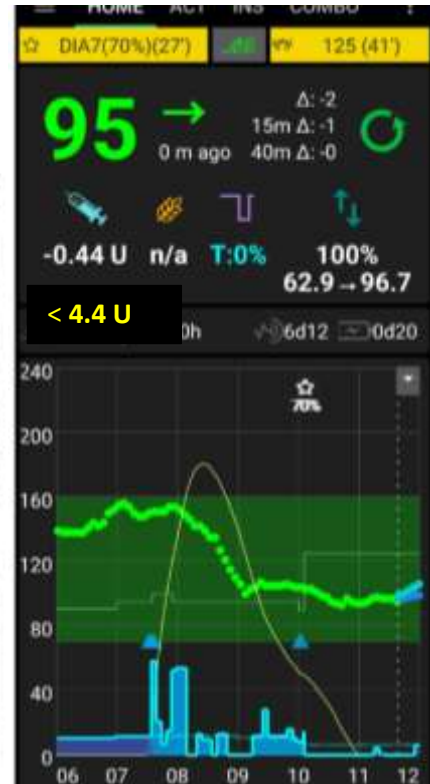 HOME ACT INS COMBO
DIA7(70%)(27') 125 (41')
95
Δ: -2
15m Δ: -1
0 m ago 40m Δ: -0
-0.44 U n/a T:0% 100%
62.9→96.7
< 4.4 U
0h 6d12 0d20
240
70%
200
160
120
80
40
0
06 07 08 09 10 11 12